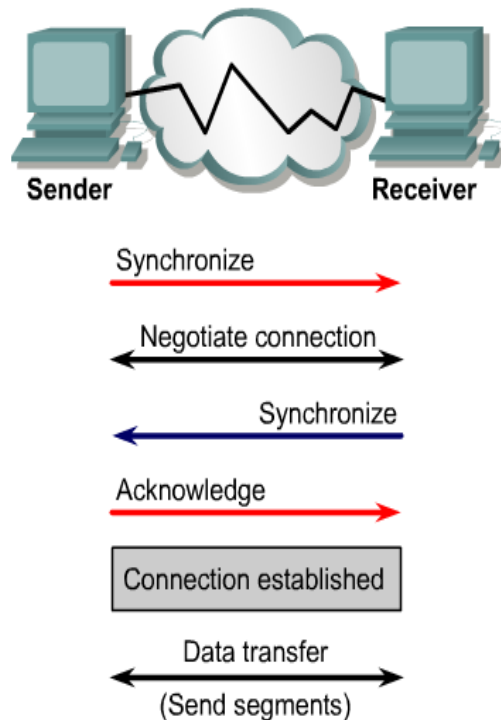 Sender
Receiver
Synchronize
Negotiate connection
Synchronize
Acknowledge
Connection established
Data transfer
(Send segments)